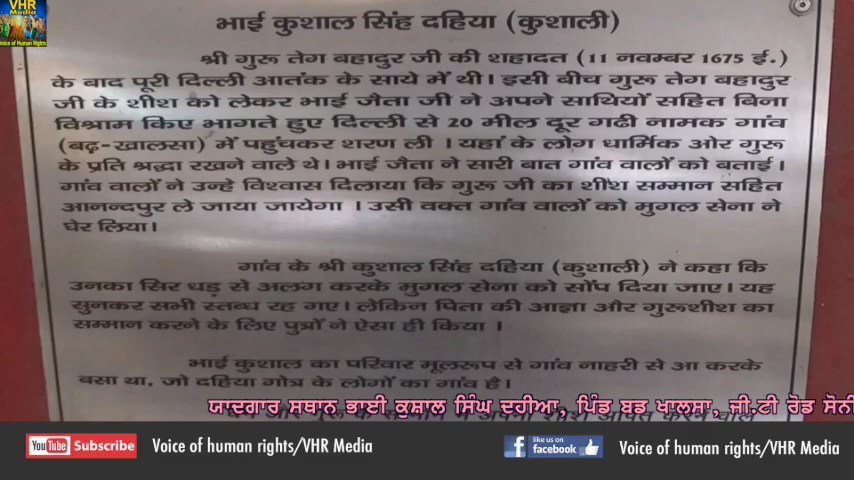 VHR
Media
Voice of Human Rights
भाई कुशाल सिंह दहिया (कुशाली)
श्री गुरू तेग बहादुर जी की शहादत (11 नवम्बर 1675 ई.)
के बाद पूरी दिल्ली आतंक के साये में थी। इसी बीच गुरू तेग बहादुर
जी के शीश को लेकर भाई जैता जी ने अपने साथियों सहित बिना
विश्राम किए भागते हुए दिल्ली से 20 मील दूर गढी नामक गांव
(बढ़-खालसा) में पहुंचकर शरण ली । यहां के लोग धार्मिक ओर गुरू
के प्रति श्रद्धा रखने वाले थे। भाई जैता ने सारी बात गांव वालों को बताई।
गांव वालों ने उन्हे विश्वास दिलाया कि गुरू जी का शीश सम्मान सहित
आनन्दपुर ले जाया जायेगा । उसी वक्त गांव वालों को मुगल सेना ने
घेर लिया।
गांव के श्री कुशाल सिंह दहिया (कुशाली) ने कहा कि
उनका सिर धड़ से अलग करके मुगल सेना को सोंप दिया जाए। यह
सुनकर सभी स्तब्ध रह गए। लेकिन पिता की आज्ञा और गुरूशीश का
सम्मान करने के लिए पुत्रों ने ऐसा ही किया ।
भाई कुशाल का परिवार मूलरूप से गांव नाहरी से आ करके
बसा था, जो दहिया गोत्र के लोगों का गांव है।
ਯਾਦਗਾਰ ਸਥਾਨ ਭਾਈ ਕੁਸ਼ਾਲ ਸਿੰਘ ਦਹੀਆ, ਪਿੰਡ ਬਡ ਖਾਲਸਾ, ਜੀ.ਟੀ ਰੋਡ ਸੋਨੀ
You Tube Subscribe Voice of human rights/VHR Media
like us on
facebook Voice of human rights/VHR Media